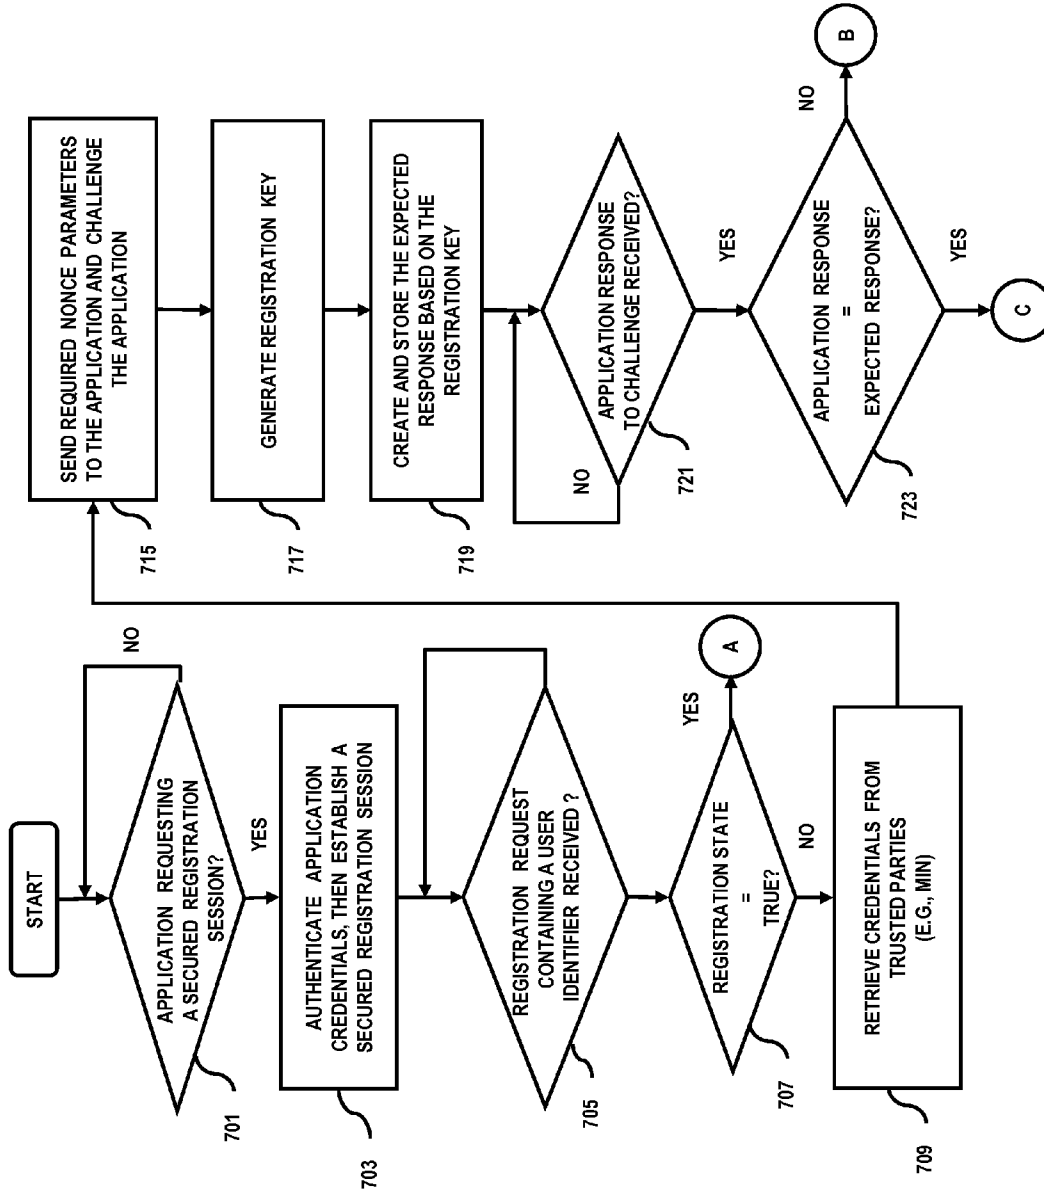 START
APPLICATION REQUESTING
A SECURED REGISTRATION
SESSION?
NO
701
YES
AUTHENTICATE APPLICATION
CREDENTIALS, THEN ESTABLISH A
SECURED REGISTRATION SESSION
703
REGISTRATION REQUEST
CONTAINING A USER
IDENTIFIER RECEIVED ?
705
REGISTRATION STATE
=
TRUE?
YES
A
707
NO
RETRIEVE CREDENTIALS FROM
TRUSTED PARTIES
(E.G., MIN)
709
SEND REQUIRED NONCE PARAMETERS
TO THE APPLICATION AND CHALLENGE
THE APPLICATION
715
GENERATE REGISTRATION KEY
717
CREATE AND STORE THE EXPECTED
RESPONSE BASED ON THE
REGISTRATION KEY
719
APPLICATION RESPONSE
TO CHALLENGE RECEIVED?
NO
721
YES
APPLICATION RESPONSE
=
EXPECTED RESPONSE?
NO
B
723
YES
C